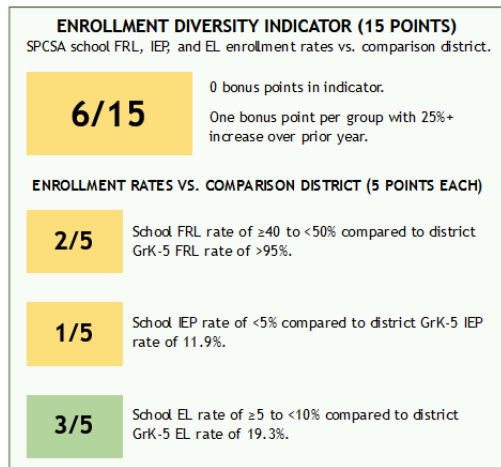 ENROLLMENT DIVERSITY INDICATOR (15 POINTS)
SPCSA school FRL, IEP, and EL enrollment rates vs. comparison district.
6/15
0 bonus points in indicator.
One bonus point per group with 25%+
increase over prior year.
ENROLLMENT RATES VS. COMPARISON DISTRICT (5 POINTS EACH)
2/5
School FRL rate of ≥40 to <50% compared to district
GrK-5 FRL rate of >95%.
1/5
School IEP rate of <5% compared to district GrK-5 IEP
rate of 11.9%.
3/5
School EL rate of ≥5 to <10% compared to district
GrK-5 EL rate of 19.3%.